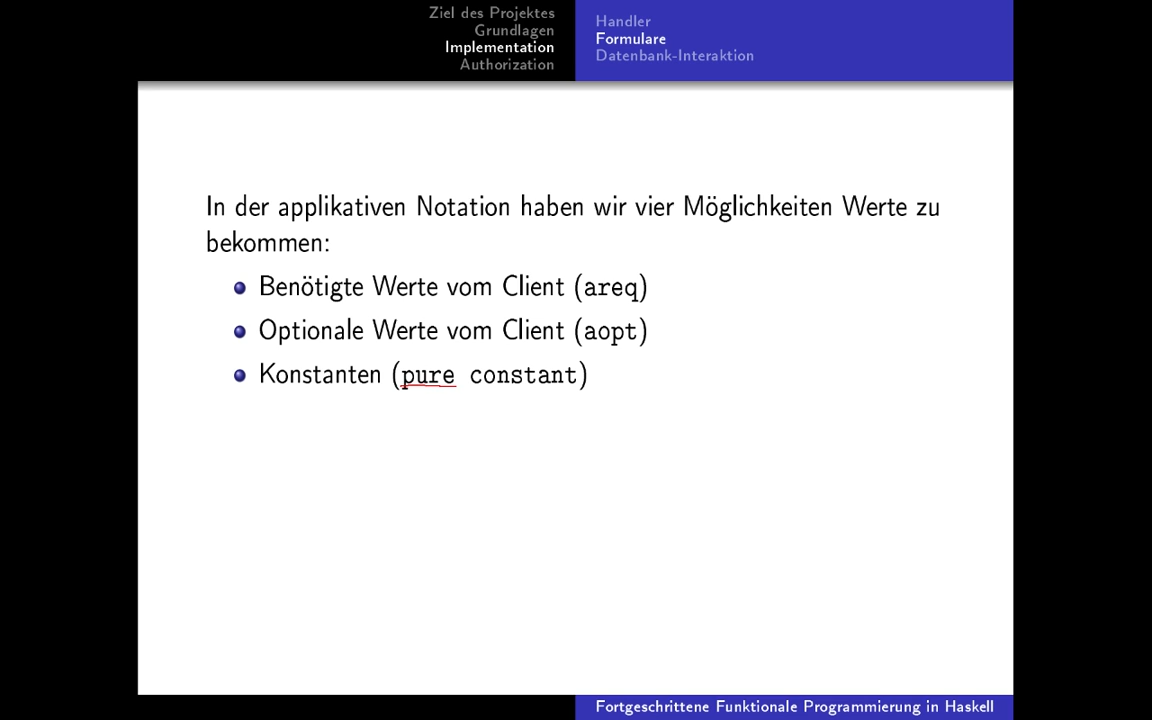 Ziel des Projektes
Grundlagen
Implementation
Authorization
Handler
Formulare
Datenbank-Interaktion
In der applikativen Notation haben wir vier Möglichkeiten Werte zu
bekommen:
Benötigte Werte vom Client (areq)
Optionale Werte vom Client (aopt)
Konstanten (pure constant)
Fortgeschrittene Funktionale Programmierung in Haskell